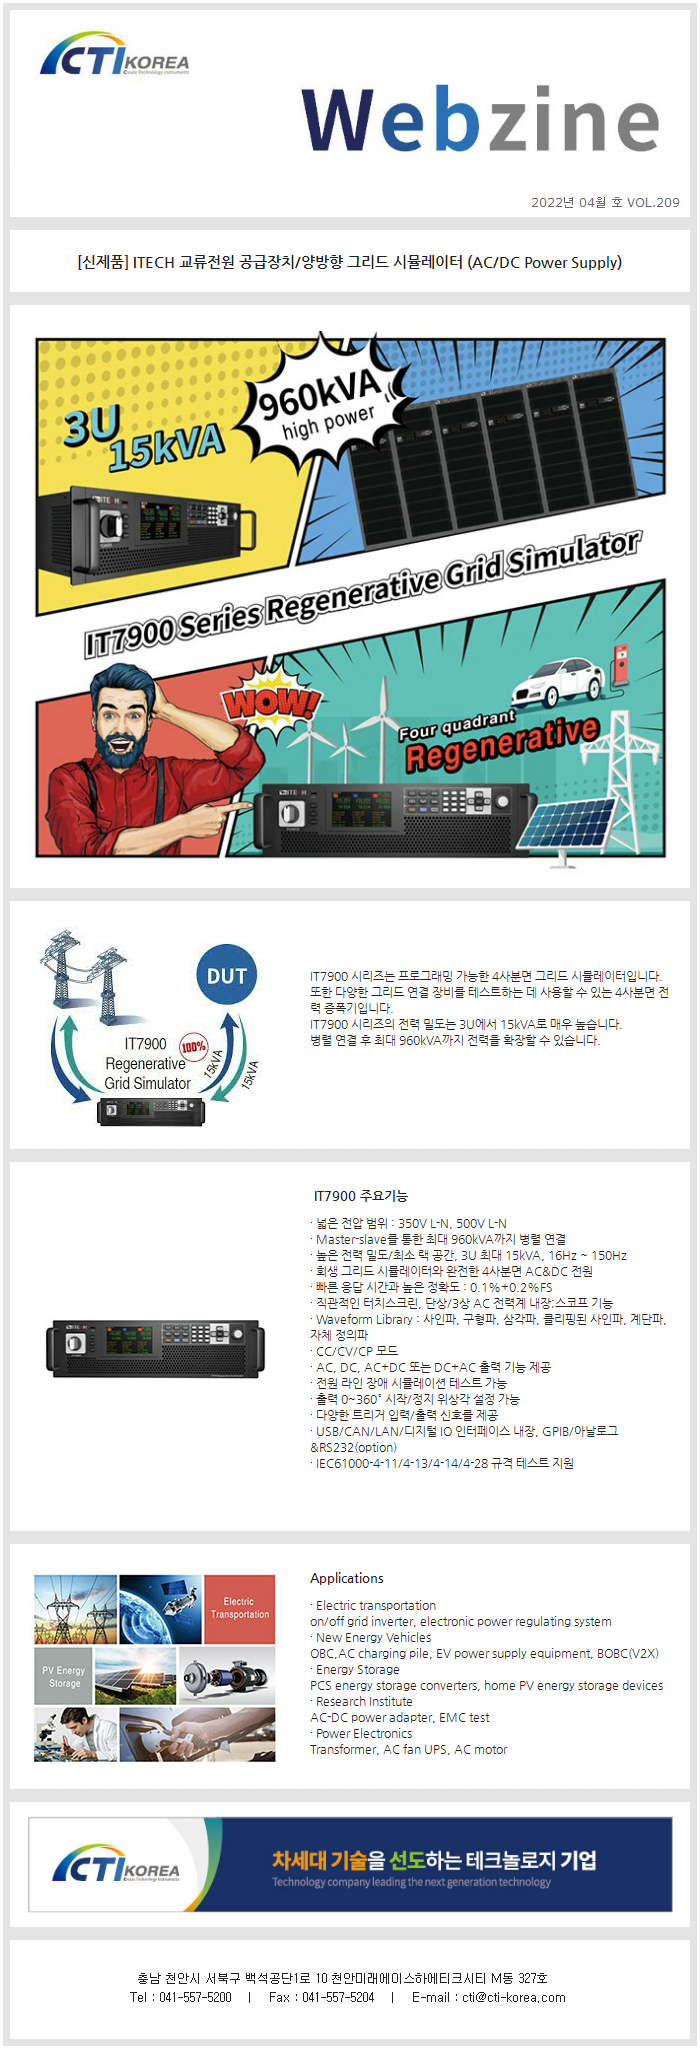 CTI KOREA
Create Technology Instruments
Webzine
2022년 04월 호 VOL.209
[신제품] ITECH 교류전원 공급장치/양방향 그리드 시뮬레이터 (AC/DC Power Supply)
3U
15kVA
960kVA
high power
ITECH
IT7900 Series Regenerative Grid Simulator
WOW!
Four quadrant
Regenerative
ITECH
DUT
IT7900
Regenerative
Grid Simulator
100%
15kVA
15kVA
IT7900 시리즈는 프로그래밍 가능한 4사분면 그리드 시뮬레이터입니다.
또한 다양한 그리드 연결 장비를 테스트하는 데 사용할 수 있는 4사분면 전
력 증폭기입니다.
IT7900 시리즈의 전력 밀도는 3U에서 15kVA로 매우 높습니다.
병렬 연결 후 최대 960kVA까지 전력을 확장할 수 있습니다.
IT7900 주요기능
· 넓은 전압 범위 : 350V L-N, 500V L-N
· Master-slave를 통한 최대 960kVA까지 병렬 연결
· 높은 전력 밀도/최소 랙 공간, 3U 최대 15kVA, 16Hz ~ 150Hz
· 회생 그리드 시뮬레이터와 완전한 4사분면 AC&DC 전원
· 빠른 응답 시간과 높은 정확도 : 0.1%+0.2%FS
· 직관적인 터치스크린, 단상/3상 AC 전력계 내장;스코프 기능
· Waveform Library : 사인파, 구형파, 삼각파, 클리핑된 사인파, 계단파,
자체 정의파
· CC/CV/CP 모드
· AC, DC, AC+DC 또는 DC+AC 출력 기능 제공
· 전원 라인 장애 시뮬레이션 테스트 가능
· 출력 0~360° 시작/정지 위상각 설정 가능
· 다양한 트리거 입력/출력 신호를 제공
· USB/CAN/LAN/디지털 IO 인터페이스 내장, GPIB/아날로그
&RS232(option)
· IEC61000-4-11/4-13/4-14/4-28 규격 테스트 지원
Electric
Transportation
PV Energy
Storage
Applications
· Electric transportation
on/off grid inverter, electronic power regulating system
· New Energy Vehicles
OBC,AC charging pile, EV power supply equipment, BOBC(V2X)
· Energy Storage
PCS energy storage converters, home PV energy storage devices
· Research Institute
AC-DC power adapter, EMC test
· Power Electronics
Transformer, AC fan UPS, AC motor
CTI KOREA
Create Technology Instruments
차세대 기술을 선도하는 테크놀로지 기업
Technology company leading the next generation technology
충남 천안시 서북구 백석공단1로 10 천안미래에이스하이테크시티 M동 327호
Tel : 041-557-5200 | Fax : 041-557-5204 | E-mail : cti@cti-korea.com